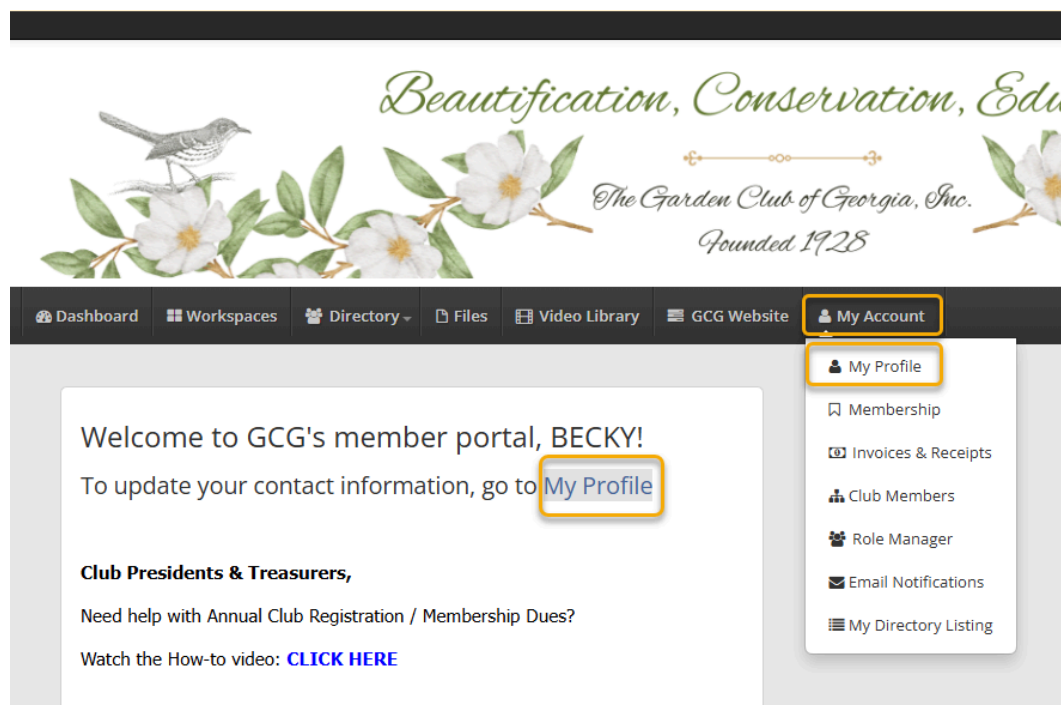 Beautification, Conservation,
The Garden Club of Georgia, Inc.
Founded 1928
Dashboard Workspaces Directory Files Video Library GCG Website My Account
My Profile
Membership
Invoices & Receipts
Club Members
Role Manager
Email Notifications
My Directory Listing
Welcome to GCG's member portal, BECKY!
To update your contact information, go to My Profile
Club Presidents & Treasurers,
Need help with Annual Club Registration / Membership Dues?
Watch the How-to video: CLICK HERE